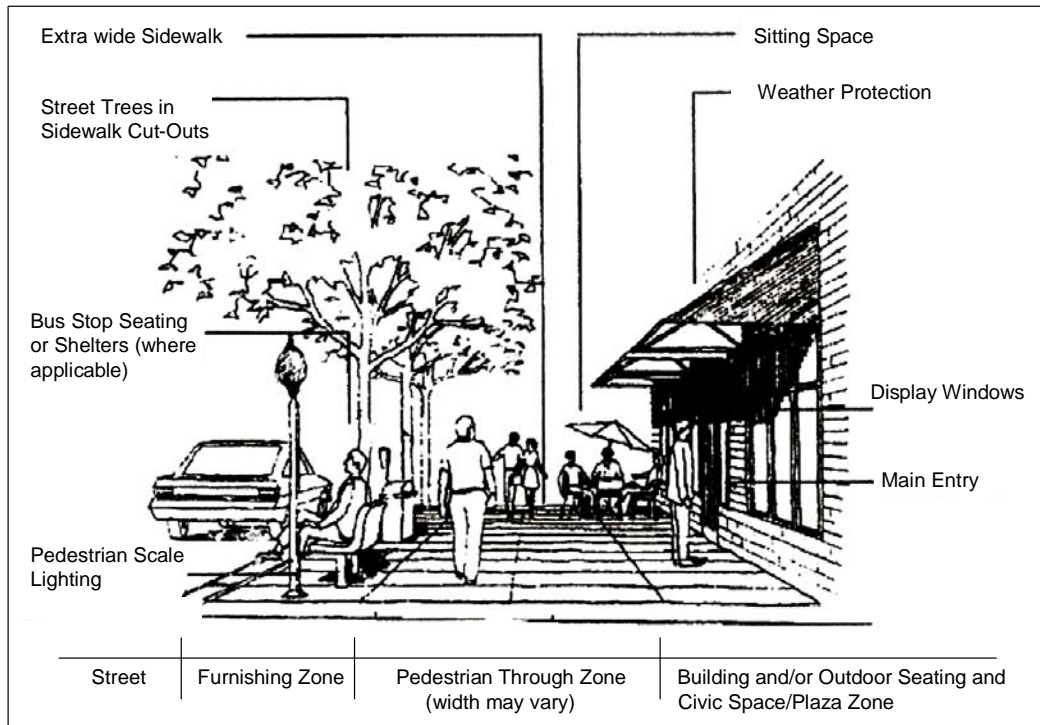 Extra wide Sidewalk
Sitting Space
Street Trees in
Sidewalk Cut-Outs
Weather Protection
Bus Stop Seating
or Shelters (where
applicable)
Display Windows
Main Entry
Pedestrian Scale
Lighting
Street
Furnishing Zone
Pedestrian Through Zone
(width may vary)
Building and/or Outdoor Seating and
Civic Space/Plaza Zone